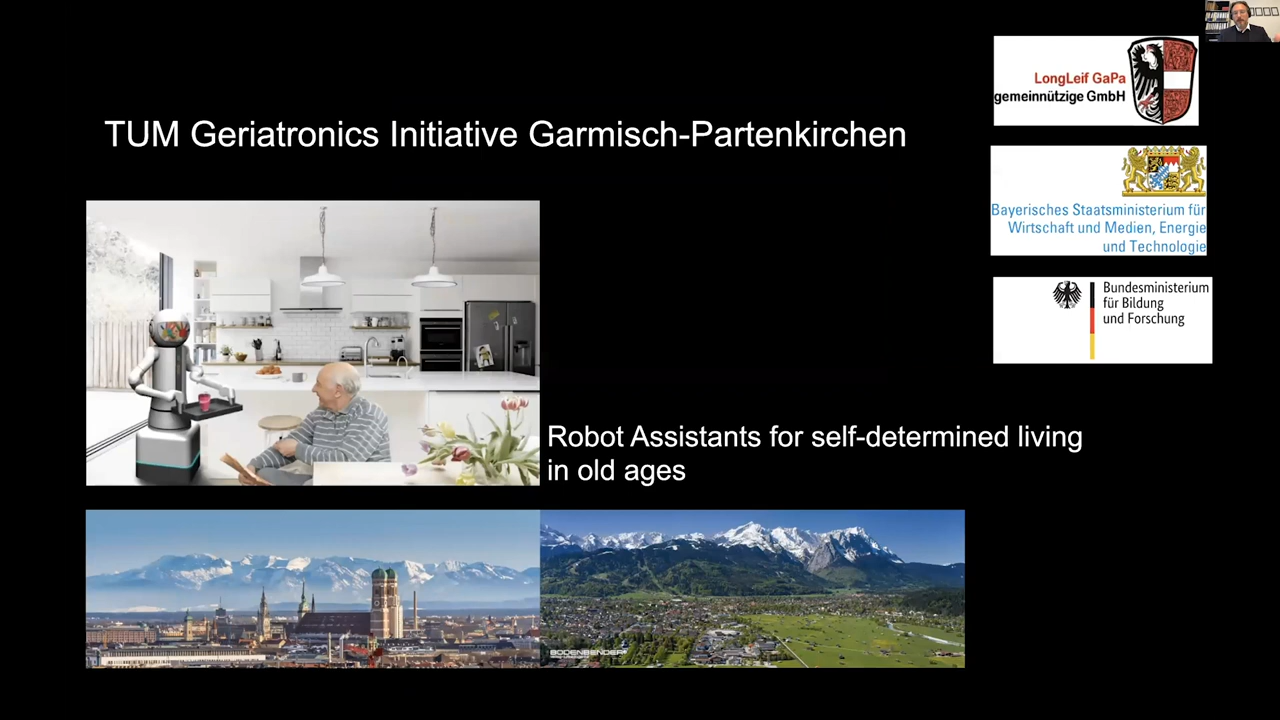 TUM Geriatronics Initiative Garmisch-Partenkirchen
LongLeif GaPa
gemeinnützige GmbH
Bayerisches Staatsministerium für
Wirtschaft und Medien, Energie
und Technologie
Bundesministerium
für Bildung
und Forschung
Robot Assistants for self-determined living
in old ages
BODENBENDER